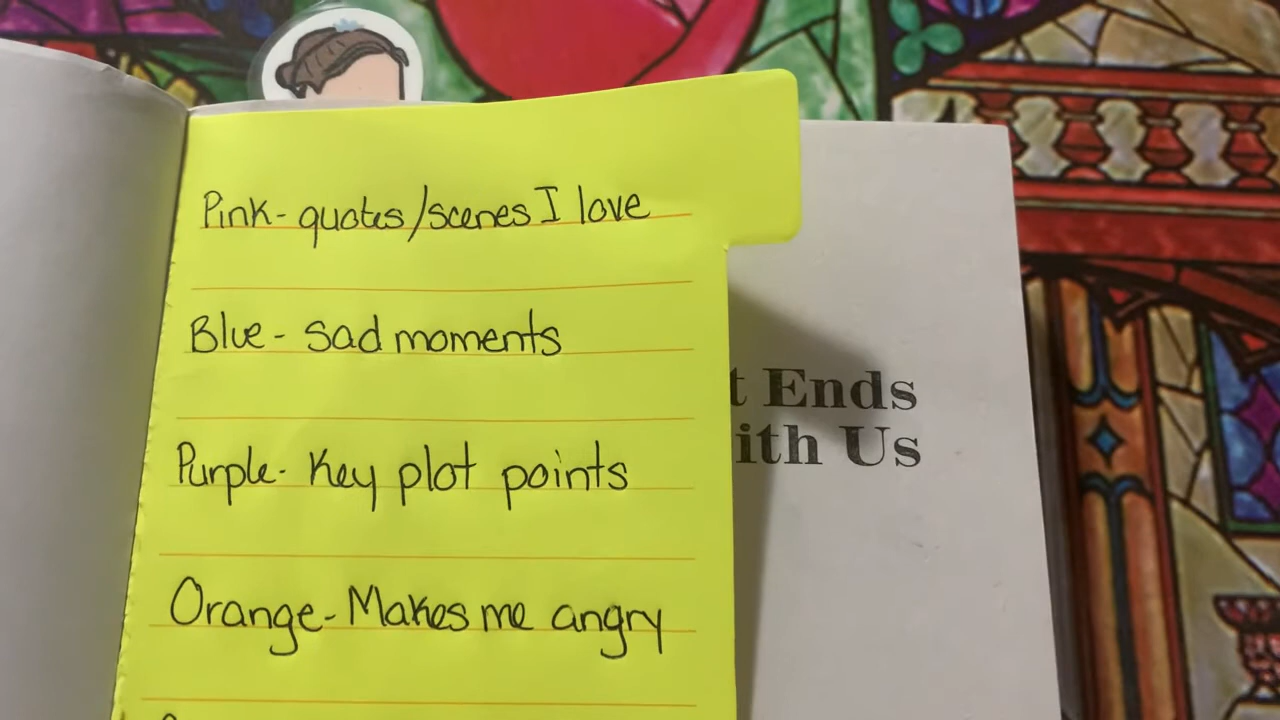 Pink- quotes/scenes I love
Blue- sad moments
Purple- Key plot points
Orange- Makes me angry
t Ends
ith Us